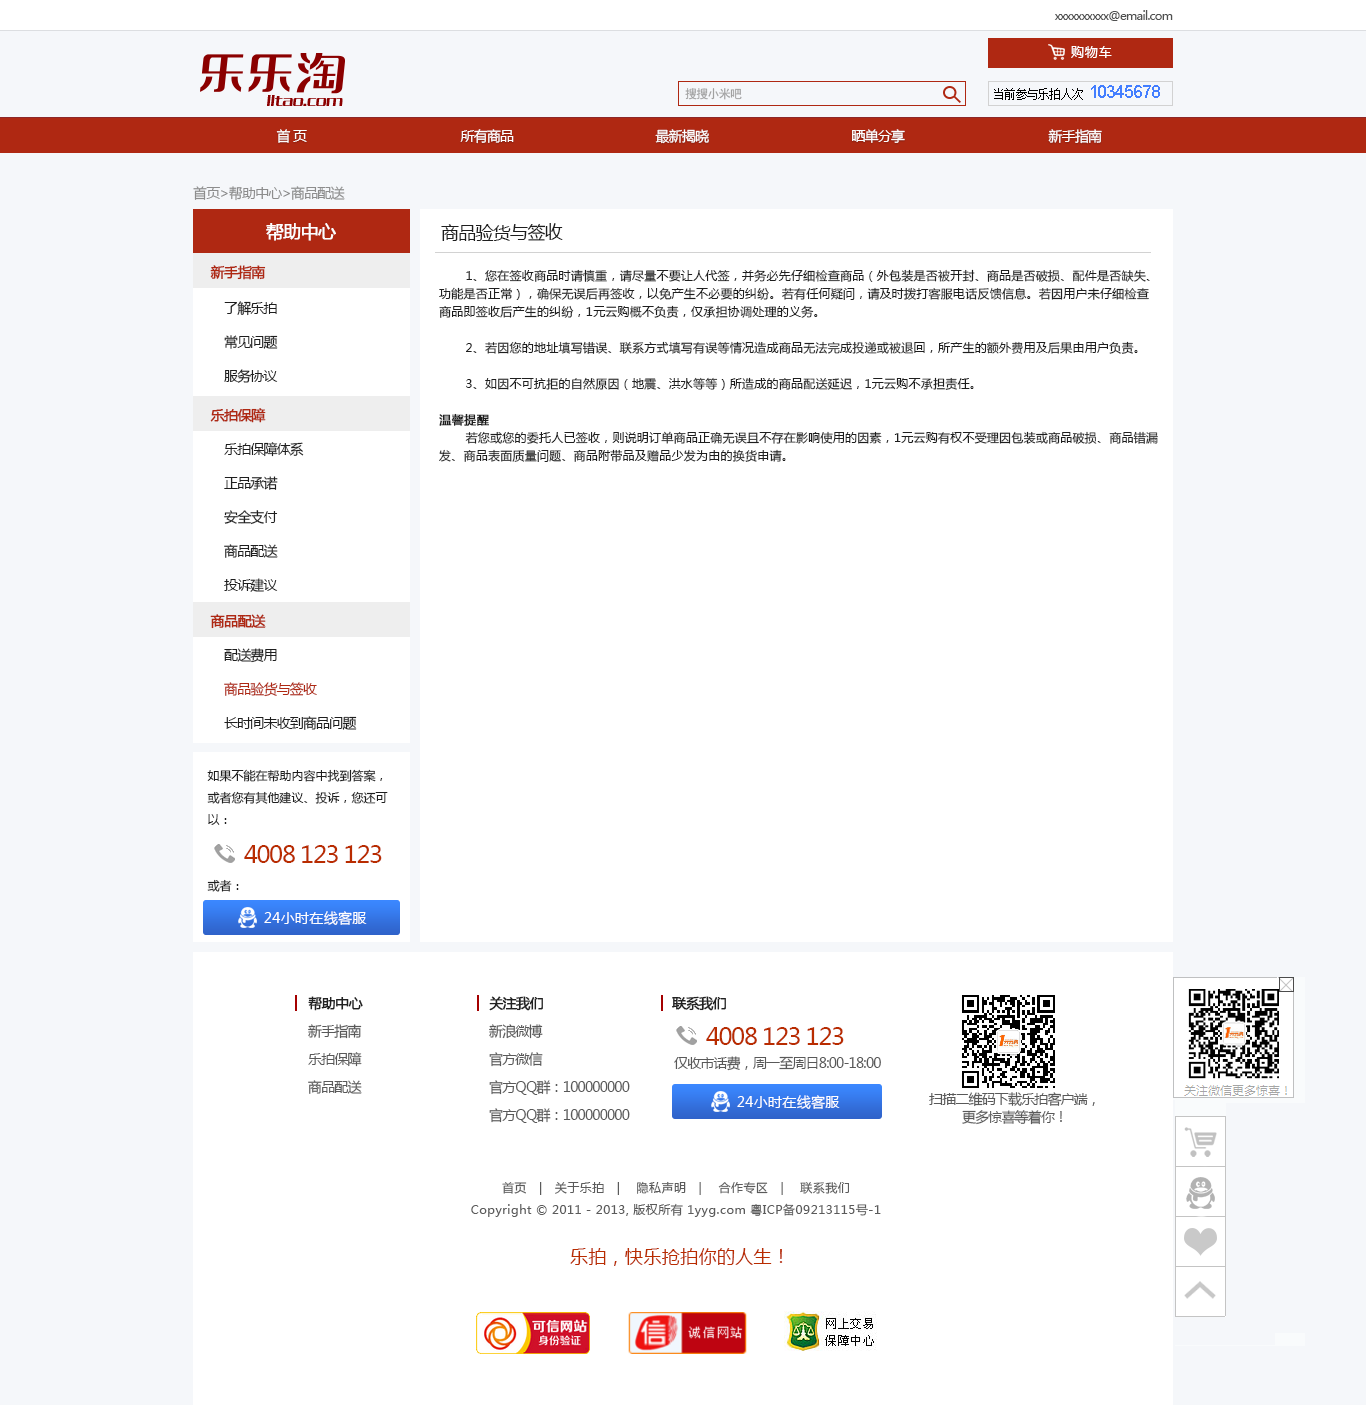 xxxxxxxxxx@email.com
乐乐淘
lltao.com
购物车
搜搜小米吧
当前参与乐拍人次 10345678
首 页 所有商品 最新揭晓 晒单分享 新手指南
首页>帮助中心>商品配送
帮助中心
新手指南
了解乐拍
常见问题
服务协议
乐拍保障
乐拍保障体系
正品承诺
安全支付
商品配送
投诉建议
商品配送
配送费用
商品验货与签收
长时间未收到商品问题
如果不能在帮助内容中找到答案，
或者您有其他建议、投诉，您还可
以：
4008 123 123
或者：
24小时在线客服
商品验货与签收
1、您在签收商品时请慎重，请尽量不要让人代签，并务必先仔细检查商品（外包装是否被开封、商品是否破损、配件是否缺失、
功能是否正常），确保无误后再签收，以免产生不必要的纠纷。若有任何疑问，请及时拨打客服电话反馈信息。若因用户未仔细检查
商品即签收后产生的纠纷，1元云购概不负责，仅承担协调处理的义务。
2、若因您的地址填写错误、联系方式填写有误等情况造成商品无法完成投递或被退回，所产生的额外费用及后果由用户负责。
3、如因不可抗拒的自然原因（地震、洪水等等）所造成的商品配送延迟，1元云购不承担责任。
温馨提醒
若您或您的委托人已签收，则说明订单商品正确无误且不存在影响使用的因素，1元云购有权不受理因包装或商品破损、商品错漏
发、商品表面质量问题、商品附带品及赠品少发为由的换货申请。
帮助中心
新手指南
乐拍保障
商品配送
关注我们
新浪微博
官方微信
官方QQ群：100000000
官方QQ群：100000000
联系我们
4008 123 123
仅收市话费，周一至周日8:00-18:00
24小时在线客服
扫描二维码下载乐拍客户端，
更多惊喜等着你！
关注微信更多惊喜！
首页 | 关于乐拍 | 隐私声明 | 合作专区 | 联系我们
Copyright © 2011 - 2013, 版权所有 1yyg.com 粤ICP备09213115号-1
乐拍，快乐抢拍你的人生！
可信网站
身份验证
信
诚信网站
网上交易
保障中心